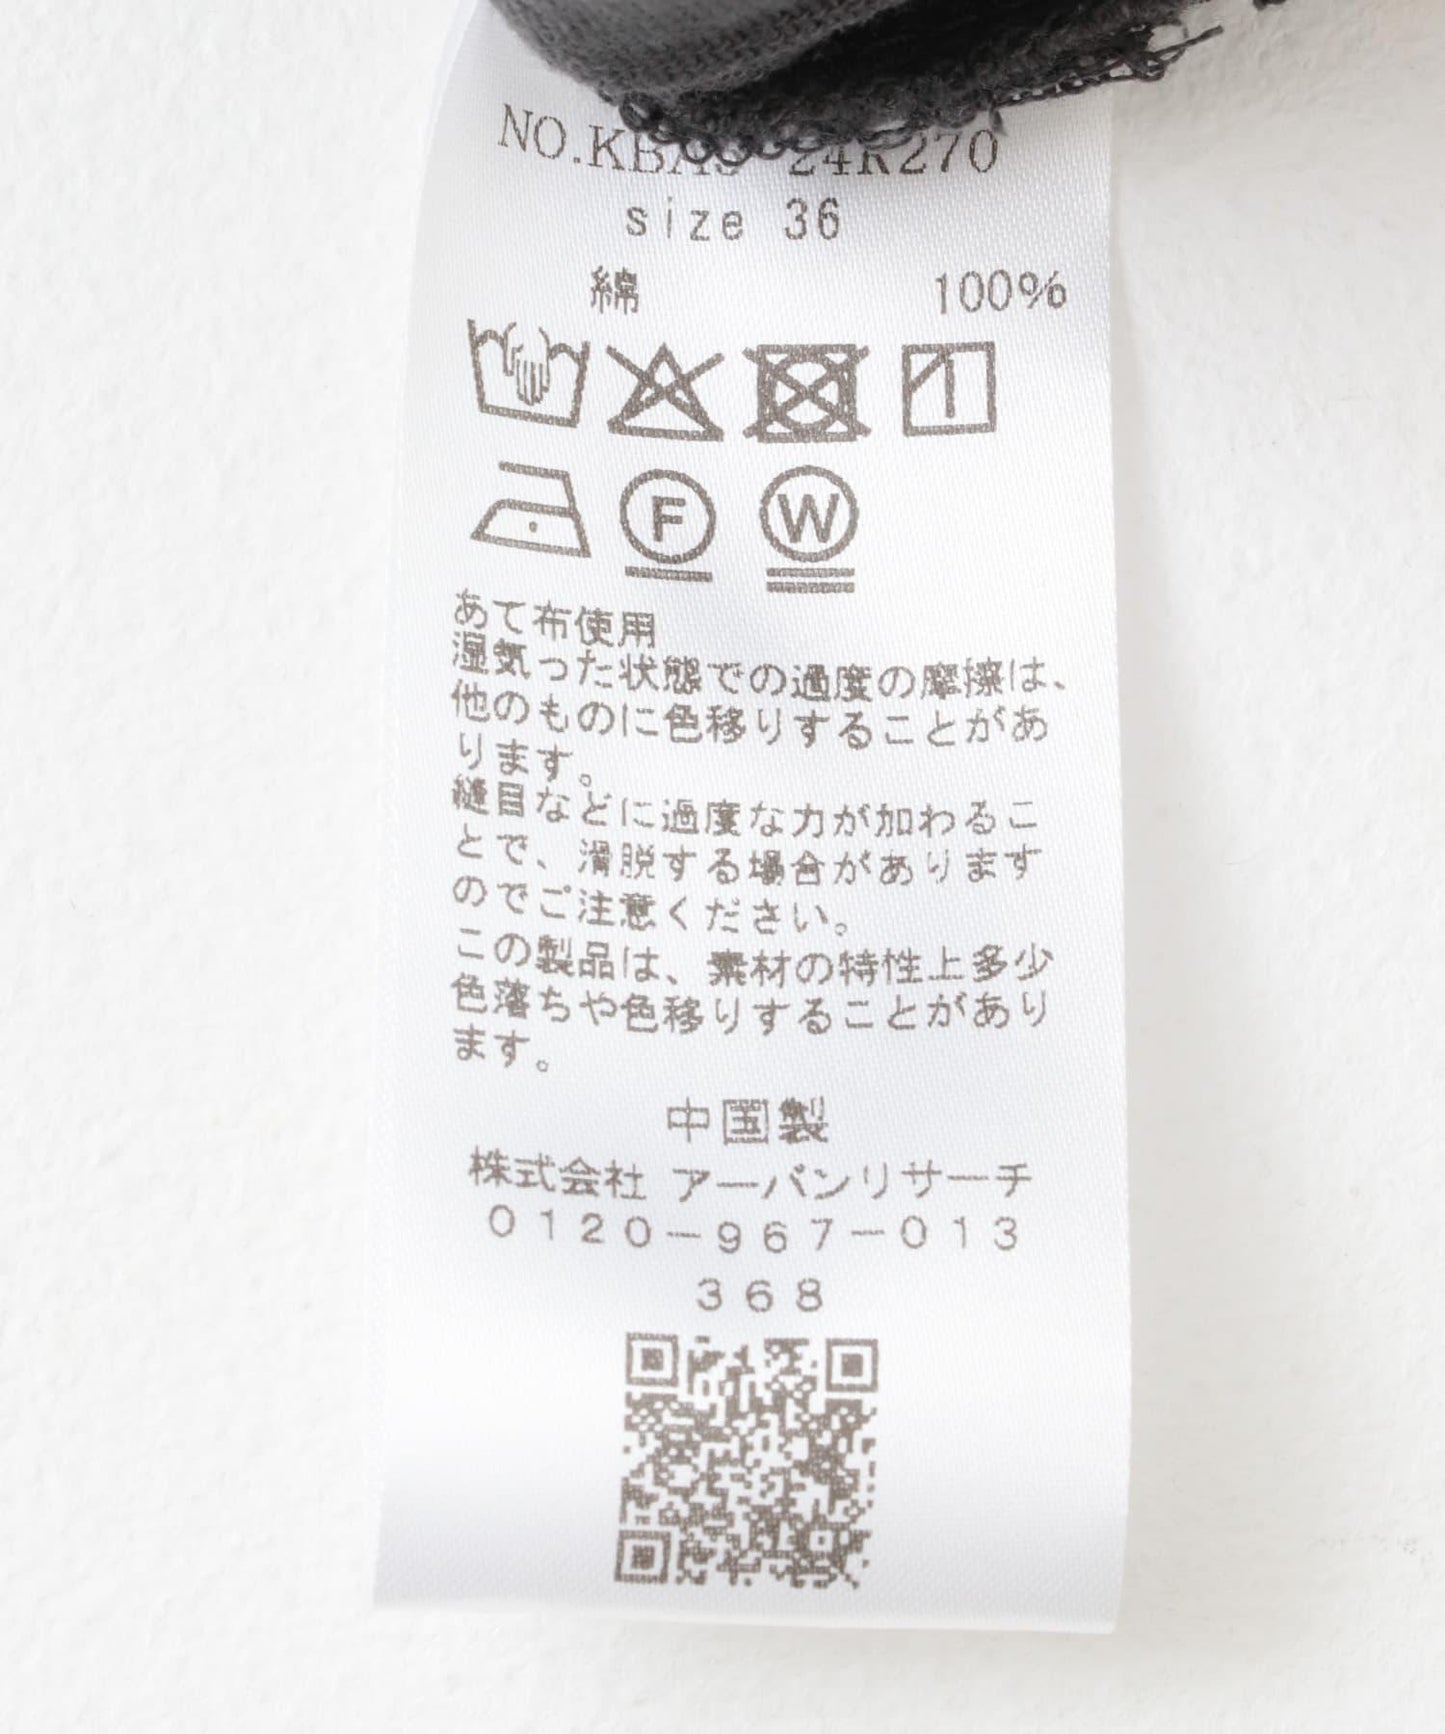 size 36
綿 100%
F W
あて布使用
湿気った状態での過度の摩擦は、
他のものに色移りすることがあ
ります。
縫目などに過度な力が加わるこ
とで、滑脱する場合があります
のでご注意ください。
この製品は、素材の特性上多少
色落ちや色移りすることがあり
ます。
中国製
株式会社 アーバンリサーチ
0120-967-013
368